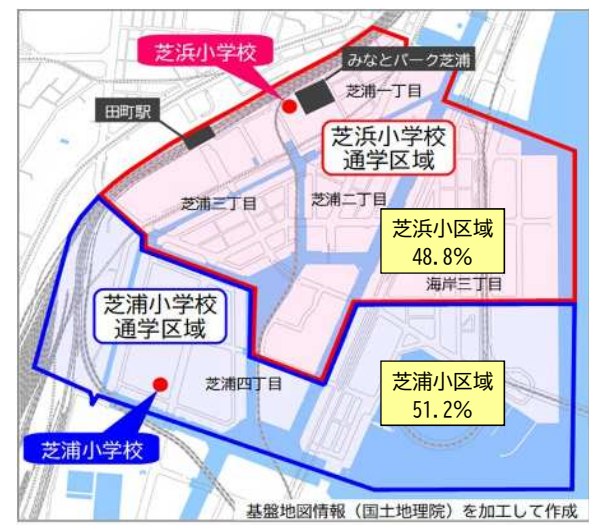 芝浜小学校
みなとパーク芝浦
芝浦一丁目
田町駅
芝浜小学校
通学区域
芝浦三丁目
芝浦二丁目
芝浜小区域
48.8%
海岸三丁目
芝浦小学校
通学区域
芝浦四丁目
芝浦小区域
51.2%
芝浦小学校
基盤地図情報（国土地理院）を加工して作成